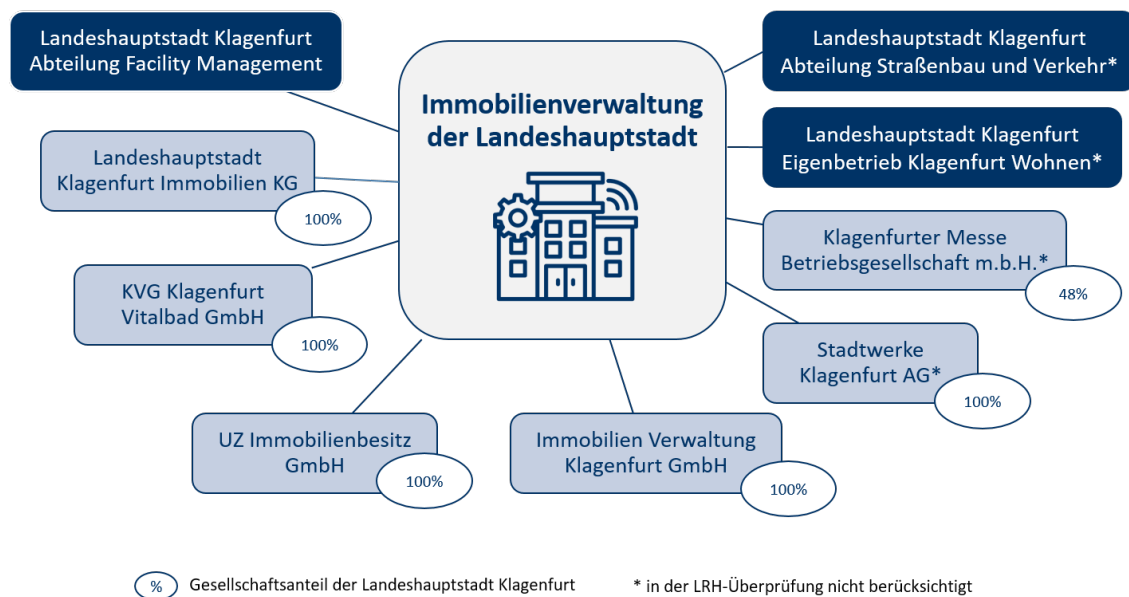 Landeshauptstadt Klagenfurt
Abteilung Facility Management
Landeshauptstadt
Klagenfurt Immobilien KG
100%
KVG Klagenfurt
Vitalbad GmbH
100%
UZ Immobilienbesitz
GmbH
100%
Immobilienverwaltung
der Landeshauptstadt
Immobilien Verwaltung
Klagenfurt GmbH
100%
Landeshauptstadt Klagenfurt
Abteilung Straßenbau und Verkehr*
Landeshauptstadt Klagenfurt
Eigenbetrieb Klagenfurt Wohnen*
Klagenfurter Messe
Betriebsgesellschaft m.b.H.*
48%
Stadtwerke
Klagenfurt AG*
100%
% Gesellschaftsanteil der Landeshauptstadt Klagenfurt
* in der LRH-Überprüfung nicht berücksichtigt